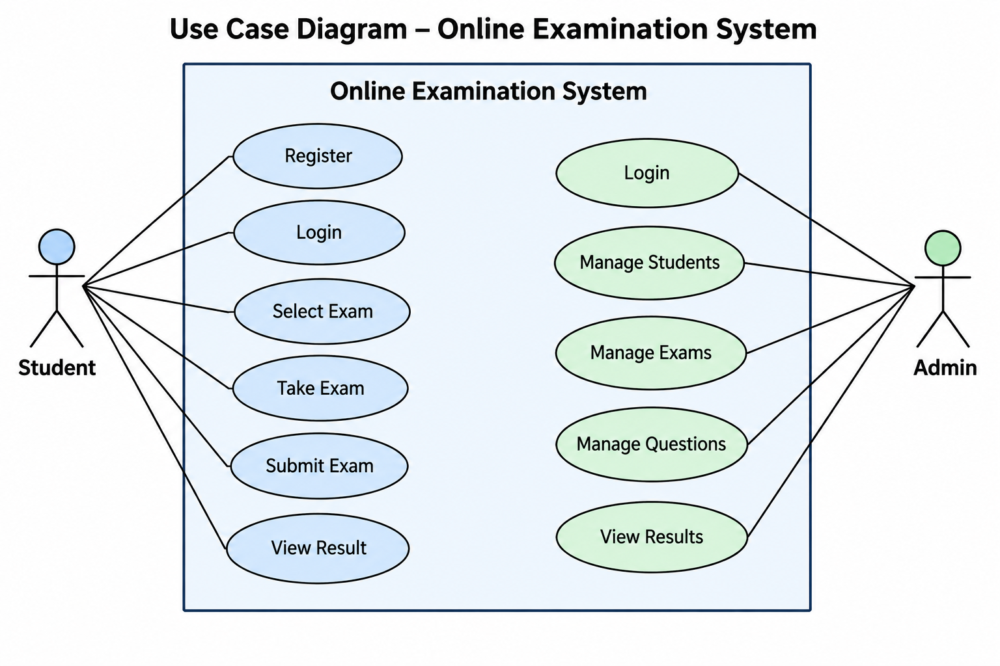 Use Case Diagram – Online Examination System
Online Examination System
Register
Login
Select Exam
Take Exam
Submit Exam
View Result
Login
Manage Students
Manage Exams
Manage Questions
View Results
Student
Admin